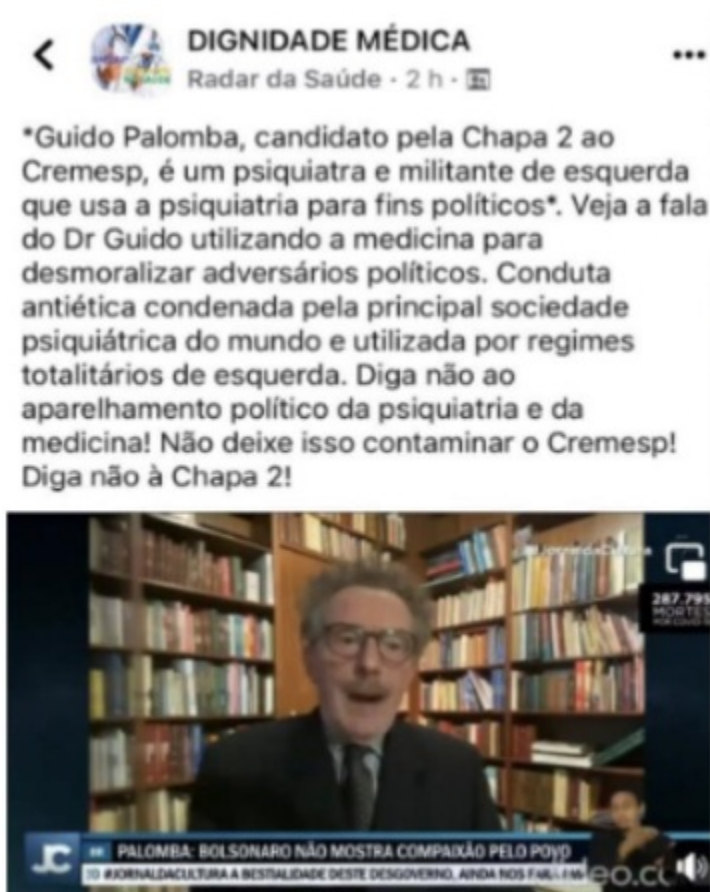 DIGNIDADE MÉDICA
Radar da Saúde · 2 h ·
*Guido Palomba, candidato pela Chapa 2 ao
Cremesp, é um psiquiatra e militante de esquerda
que usa a psiquiatria para fins políticos*. Veja a fala
do Dr Guido utilizando a medicina para
desmoralizar adversários políticos. Conduta
antiética condenada pela principal sociedade
psiquiátrica do mundo e utilizada por regimes
totalitários de esquerda. Diga não ao
aparelhamento político da psiquiatria e da
medicina! Não deixe isso contaminar o Cremesp!
Diga não à Chapa 2!
#JornaldaCultura
287.795
MORTES
POR COVID-19
JC
PALOMBA: BOLSONARO NÃO MOSTRA COMPAIXÃO PELO POVO
#JORNALDACULTURA A BESTIALIDADE DESTE DESGOVERNO, AINDA NOS